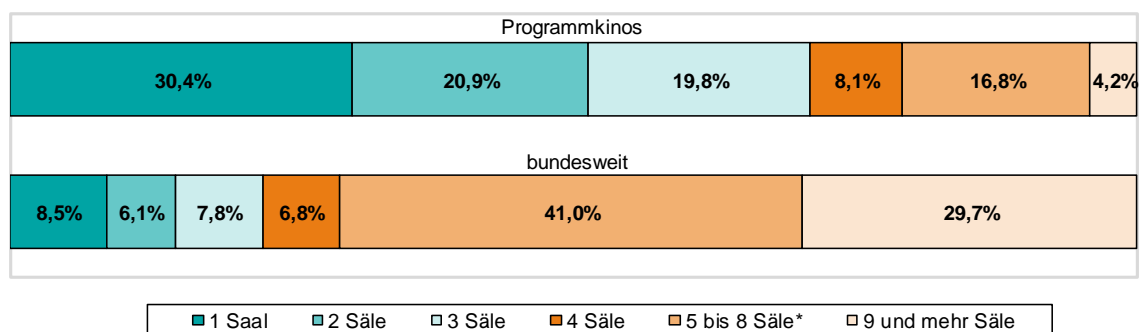 Programmkinos
30,4% 20,9% 19,8% 8,1% 16,8% 4,2%
bundesweit
8,5% 6,1% 7,8% 6,8% 41,0% 29,7%
1 Saal 2 Säle 3 Säle 4 Säle 5 bis 8 Säle* 9 und mehr Säle